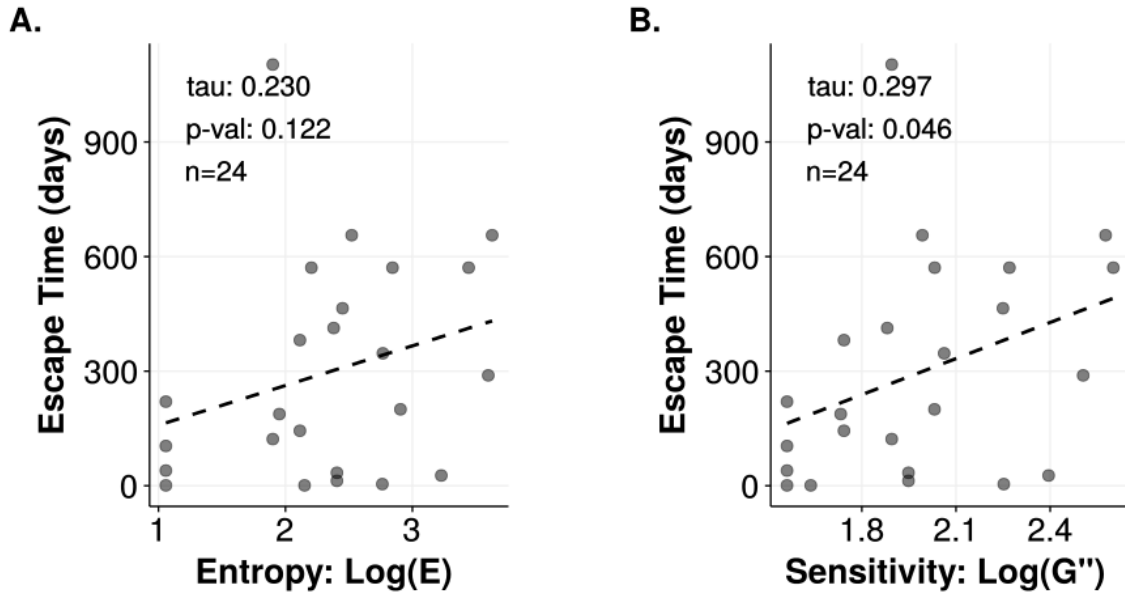 A.
tau: 0.230
p-val: 0.122
n=24
Escape Time (days)
900
600
300
0
1 2 3
Entropy: Log(E)
B.
tau: 0.297
p-val: 0.046
n=24
Escape Time (days)
900
600
300
0
1.8 2.1 2.4
Sensitivity: Log(G")